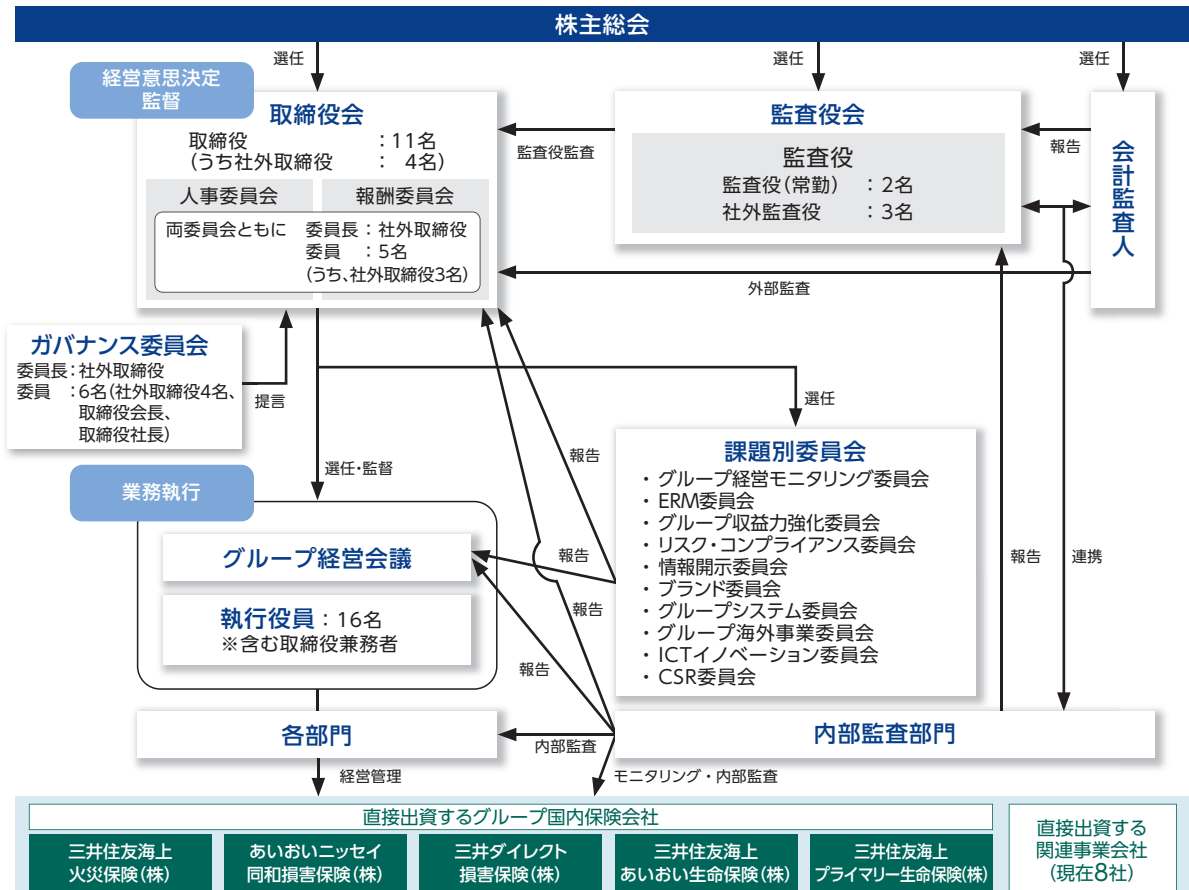 株主総会
選任
選任
選任
経営意思決定
監督
取締役会
取締役 :11名
(うち社外取締役 : 4名)
人事委員会
報酬委員会
両委員会ともに 委員長:社外取締役
委員 :5名
(うち、社外取締役3名)
監査役監査
監査役会
監査役
監査役(常勤) :2名
社外監査役 :3名
報告
会計監査人
外部監査
ガバナンス委員会
委員長:社外取締役
委員 :6名(社外取締役4名、
取締役会長、
取締役社長)
提言
選任
選任・監督
報告
課題別委員会
・グループ経営モニタリング委員会
・ERM委員会
・グループ収益力強化委員会
・リスク・コンプライアンス委員会
・情報開示委員会
・ブランド委員会
・グループシステム委員会
・グループ海外事業委員会
・ICTイノベーション委員会
・CSR委員会
業務執行
グループ経営会議
執行役員:16名
※含む取締役兼務者
報告
報告
報告
報告
連携
各部門
内部監査
内部監査部門
経営管理
モニタリング・内部監査
直接出資するグループ国内保険会社
三井住友海上
火災保険(株)
あいおいニッセイ
同和損害保険(株)
三井ダイレクト
損害保険(株)
三井住友海上
あいおい生命保険(株)
三井住友海上
プライマリー生命保険(株)
直接出資する
関連事業会社
(現在8社)